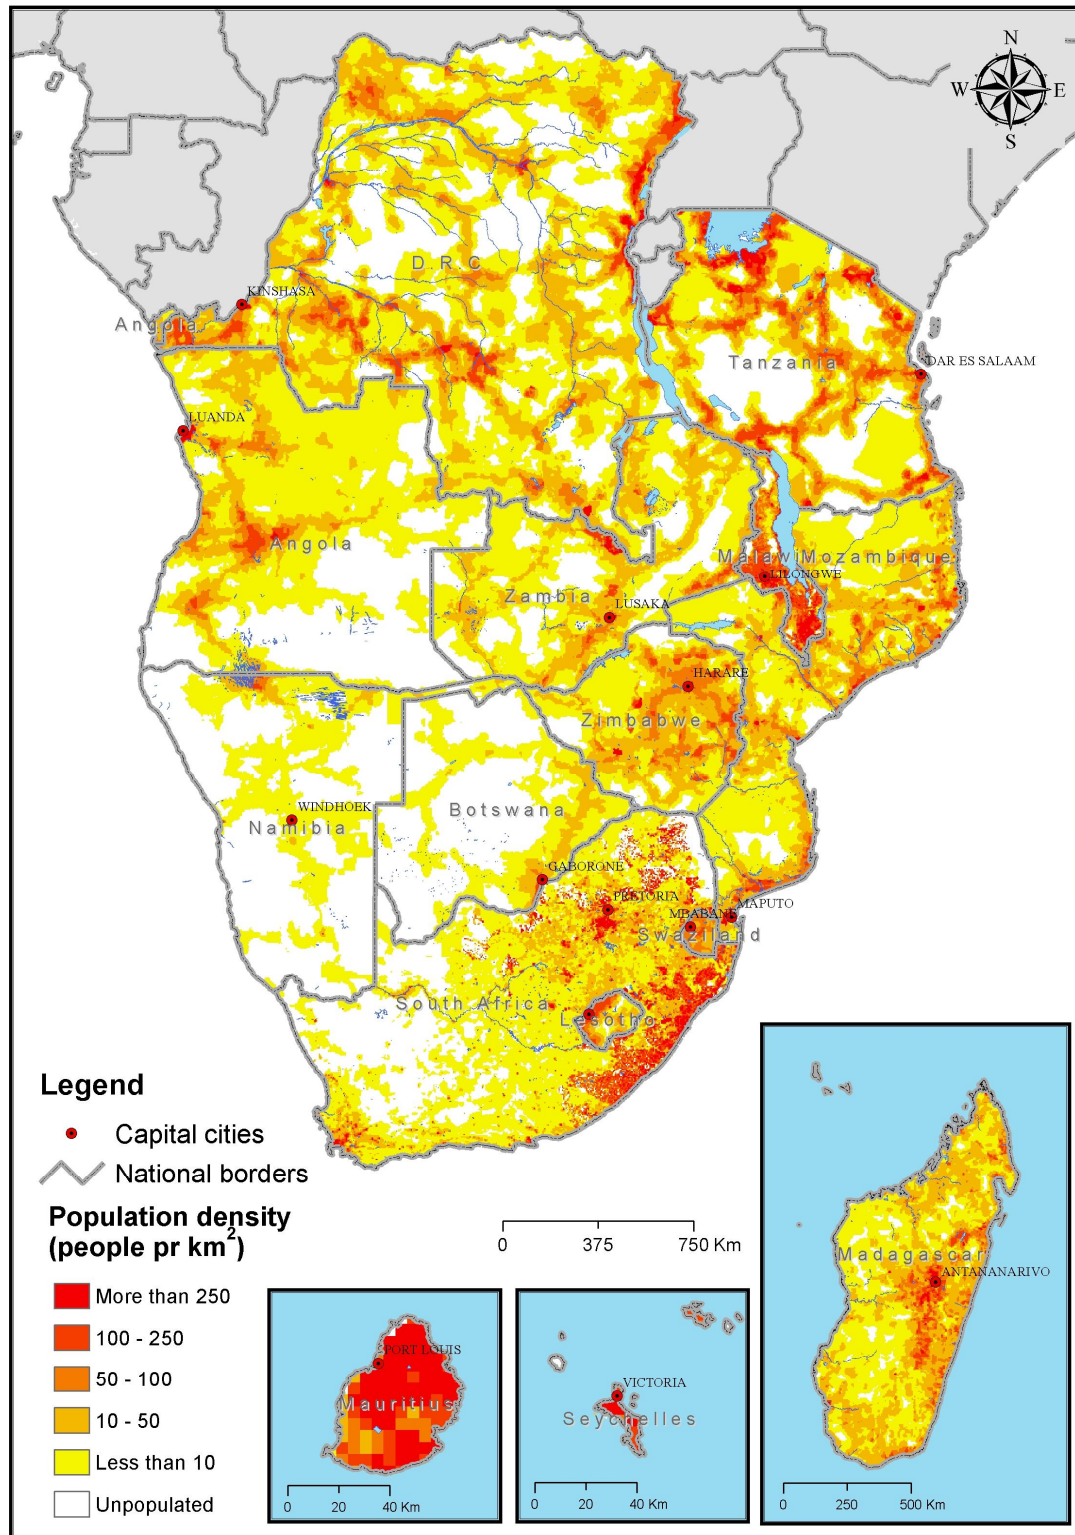 N
W
E
S
D R C
KINSHASA
Angola
Tanzania
DAR ES SALAAM
LUANDA
Angola
Malawi
Mozambique
LILONGWE
Zambia
LUSAKA
HARARE
Zimbabwe
Botswana
WINDHOEK
Namibia
GABORONE
PRETORIA
MBABANE
MAPUTO
Swaziland
South Africa
Lesotho
Legend
Capital cities
National borders
Population density
(people pr km²)
More than 250
100 - 250
50 - 100
10 - 50
Less than 10
Unpopulated
0 375 750 Km
PORT LOUIS
Mauritius
0 20 40 Km
VICTORIA
Seychelles
0 20 40 Km
Madagascar
ANTANANARIVO
0 250 500 Km